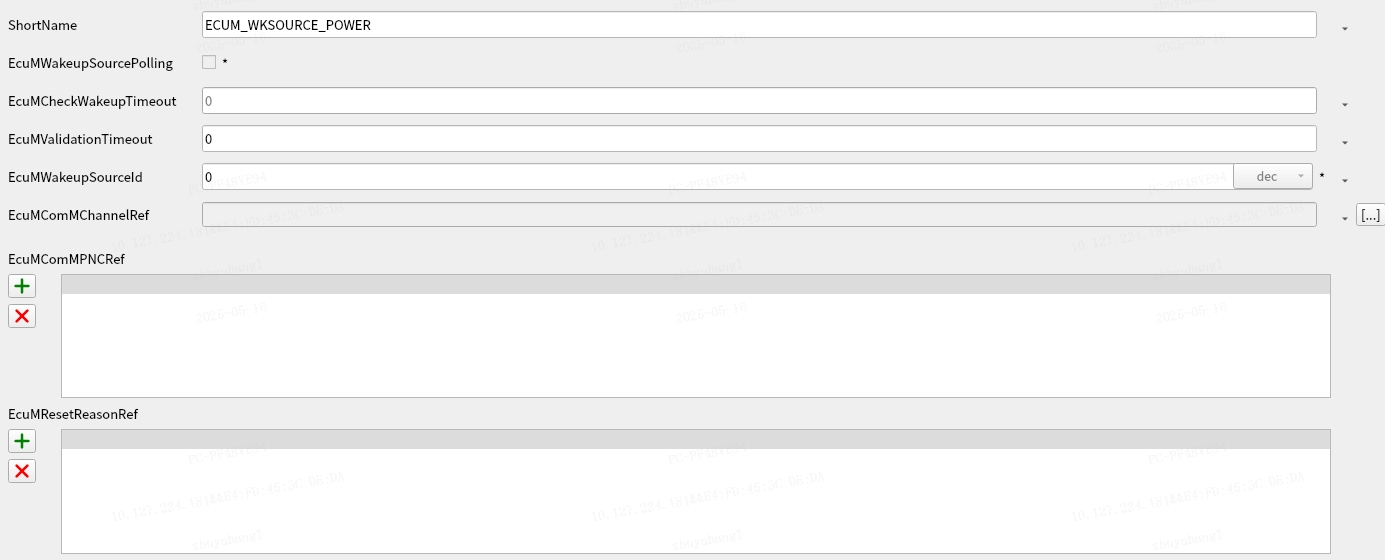 ShortName ECUM_WKSOURCE_POWER
EcuMWakeupSourcePolling *
EcuMCheckWakeupTimeout 0
EcuMValidationTimeout 0
EcuMWakeupSourceId 0 dec *
EcuMComMChannelRef [...]
EcuMComMPNCRef
EcuMResetReasonRef